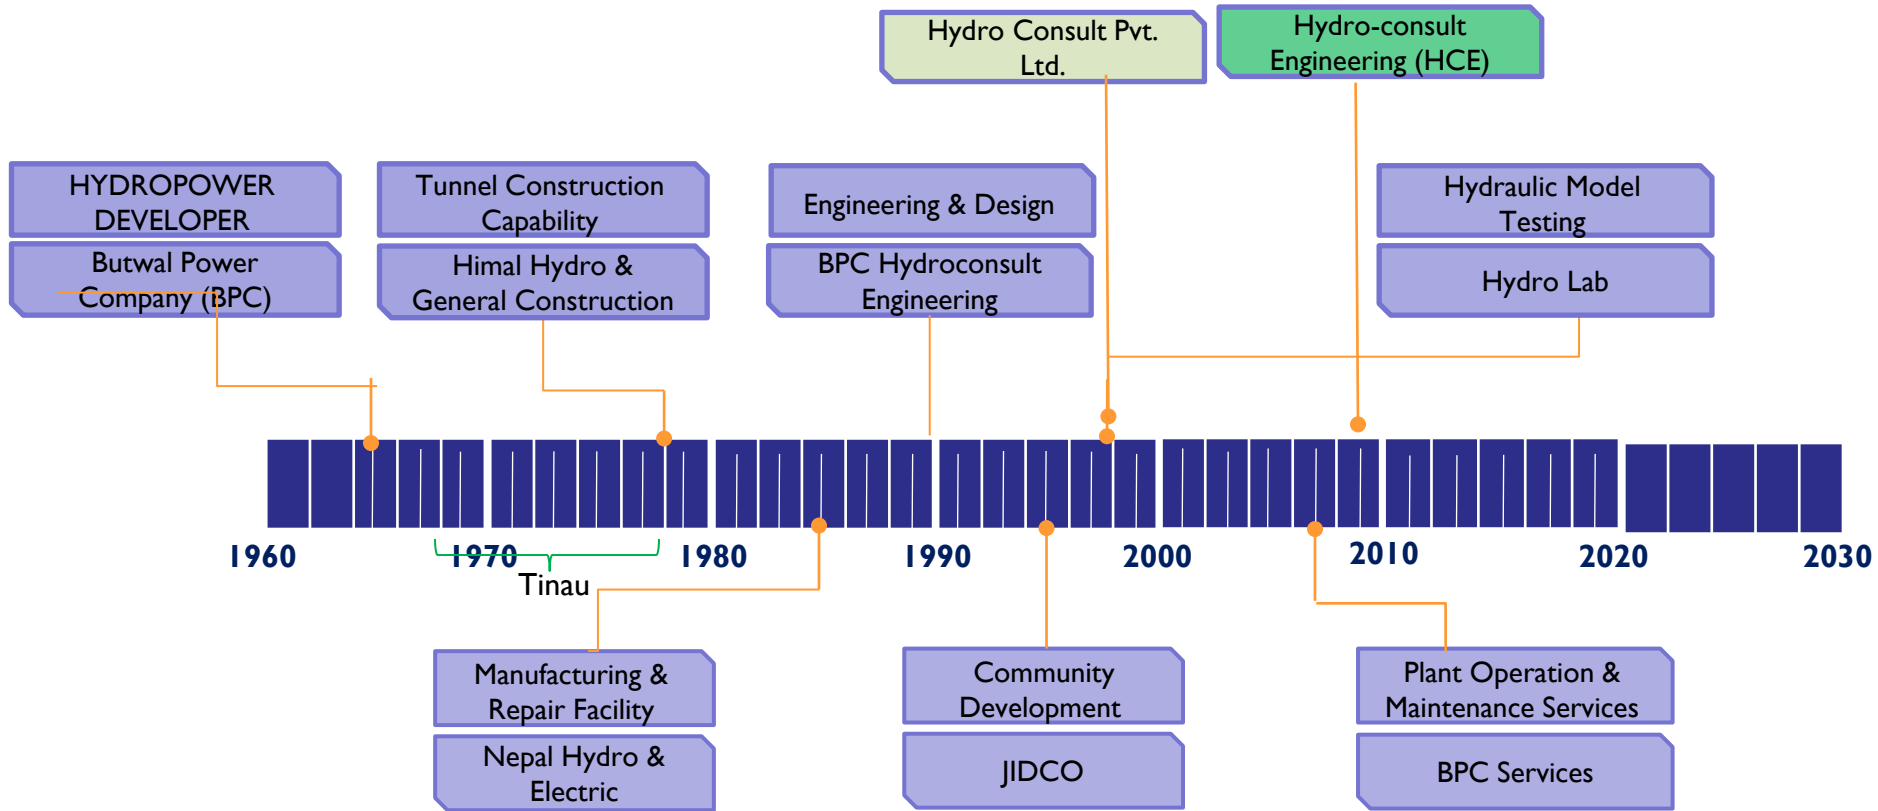 Hydro Consult Pvt.
Ltd.
Hydro-consult
Engineering (HCE)
HYDROPOWER
DEVELOPER
Butwal Power
Company (BPC)
Tunnel Construction
Capability
Himal Hydro &
General Construction
Engineering & Design
BPC Hydroconsult
Engineering
Hydraulic Model
Testing
Hydro Lab
1960
1970
1980
1990
2000
2010
2020
2030
Tinau
Manufacturing &
Repair Facility
Nepal Hydro &
Electric
Community
Development
JIDCO
Plant Operation &
Maintenance Services
BPC Services